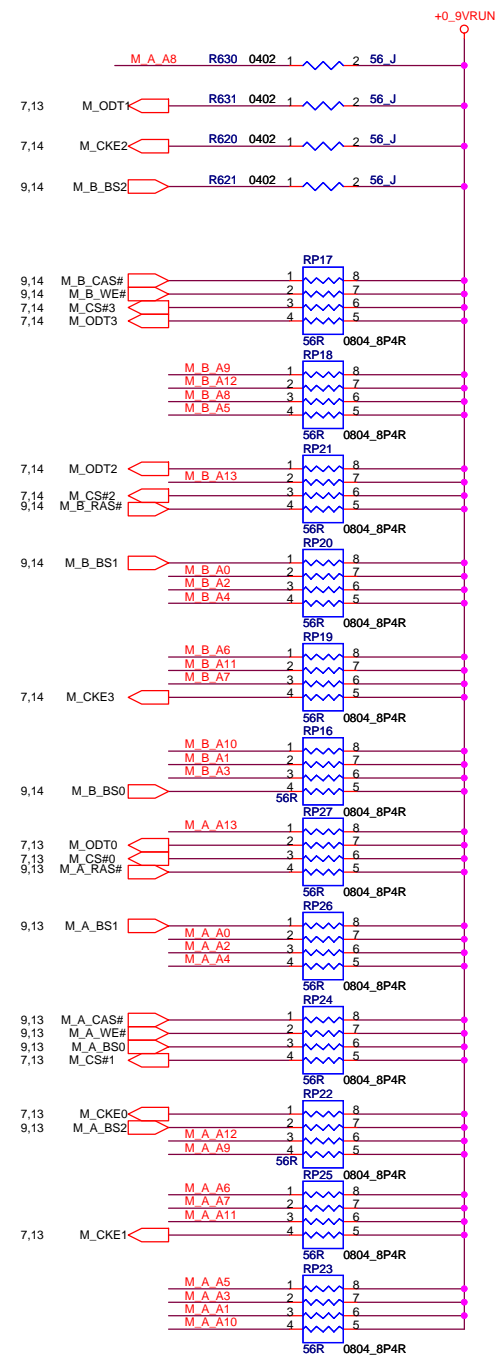 +0_9VRUN
M_A_A8 R630 0402 1 2 56_J
7,13 M_ODT1 R631 0402 1 2 56_J
7,14 M_CKE2 R620 0402 1 2 56_J
9,14 M_B_BS2 R621 0402 1 2 56_J
RP17
9,14 M_B_CAS# 1 8
9,14 M_B_WE# 2 7
7,14 M_CS#3 3 6
7,14 M_ODT3 4 5
56R 0804_8P4R
RP18
M_B_A9 1 8
M_B_A12 2 7
M_B_A8 3 6
M_B_A5 4 5
56R 0804_8P4R
RP21
7,14 M_ODT2 1 8
M_B_A13 2 7
7,14 M_CS#2 3 6
9,14 M_B_RAS# 4 5
56R 0804_8P4R
RP20
9,14 M_B_BS1 1 8
M_B_A0 2 7
M_B_A2 3 6
M_B_A4 4 5
56R 0804_8P4R
RP19
M_B_A6 1 8
M_B_A11 2 7
M_B_A7 3 6
7,14 M_CKE3 4 5
56R 0804_8P4R
RP16
M_B_A10 1 8
M_B_A1 2 7
M_B_A3 3 6
9,14 M_B_BS0 4 5
56R 0804_8P4R
RP27
M_A_A13 1 8
7,13 M_ODT0 2 7
7,13 M_CS#0 3 6
9,13 M_A_RAS# 4 5
56R 0804_8P4R
RP26
9,13 M_A_BS1 1 8
M_A_A0 2 7
M_A_A2 3 6
M_A_A4 4 5
56R 0804_8P4R
RP24
9,13 M_A_CAS# 1 8
9,13 M_A_WE# 2 7
9,13 M_A_BS0 3 6
7,13 M_CS#1 4 5
56R 0804_8P4R
RP22
7,13 M_CKE0 1 8
9,13 M_A_BS2 2 7
M_A_A12 3 6
M_A_A9 4 5
56R 0804_8P4R
RP25
M_A_A6 1 8
M_A_A7 2 7
M_A_A11 3 6
7,13 M_CKE1 4 5
56R 0804_8P4R
RP23
M_A_A5 1 8
M_A_A3 2 7
M_A_A1 3 6
M_A_A10 4 5
56R 0804_8P4R